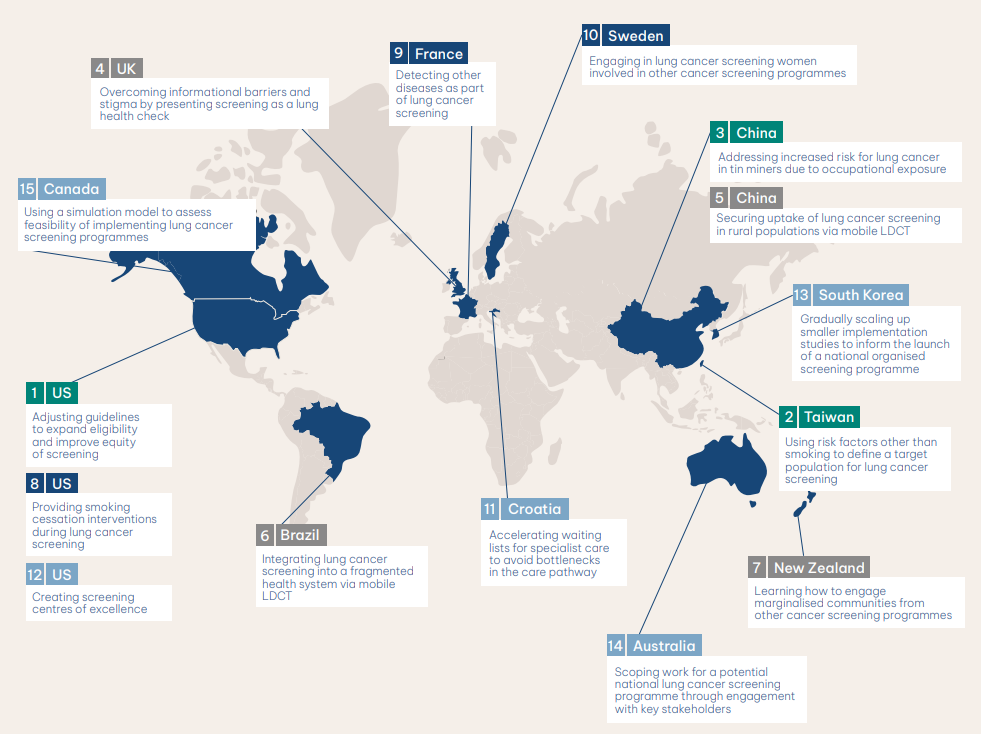 10 Sweden
Engaging in lung cancer screening women
involved in other cancer screening programmes
9 France
Detecting other
diseases as part
of lung cancer
screening
4 UK
Overcoming informational barriers and
stigma by presenting screening as a lung
health check
3 China
Addressing increased risk for lung cancer
in tin miners due to occupational exposure
15 Canada
Using a simulation model to assess
feasibility of implementing lung cancer
screening programmes
5 China
Securing uptake of lung cancer screening
in rural populations via mobile LDCT
13 South Korea
Gradually scaling up
smaller implementation
studies to inform the launch
of a national organised
screening programme
1 US
Adjusting guidelines
to expand eligibility
and improve equity
of screening
2 Taiwan
Using risk factors other than
smoking to define a target
population for lung cancer
screening
8 US
Providing smoking
cessation interventions
during lung cancer
screening
11 Croatia
Accelerating waiting
lists for specialist care
to avoid bottlenecks
in the care pathway
6 Brazil
Integrating lung cancer
screening into a fragmented
health system via mobile
LDCT
12 US
Creating screening
centres of excellence
7 New Zealand
Learning how to engage
marginalised communities from
other cancer screening programmes
14 Australia
Scoping work for a potential
national lung cancer screening
programme through engagement
with key stakeholders